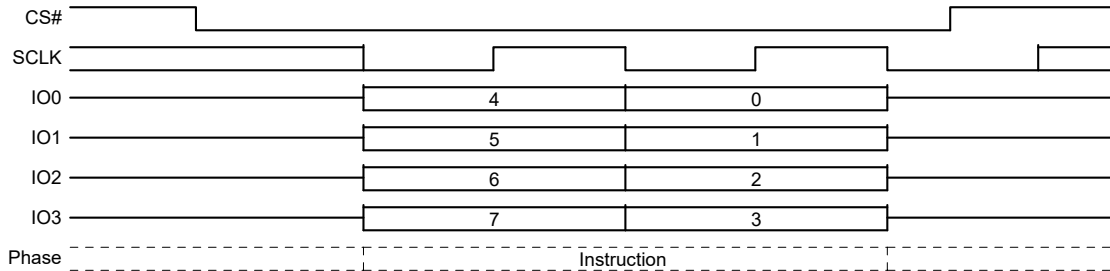 CS#
SCLK
IO0 4 0
IO1 5 1
IO2 6 2
IO3 7 3
Phase Instruction